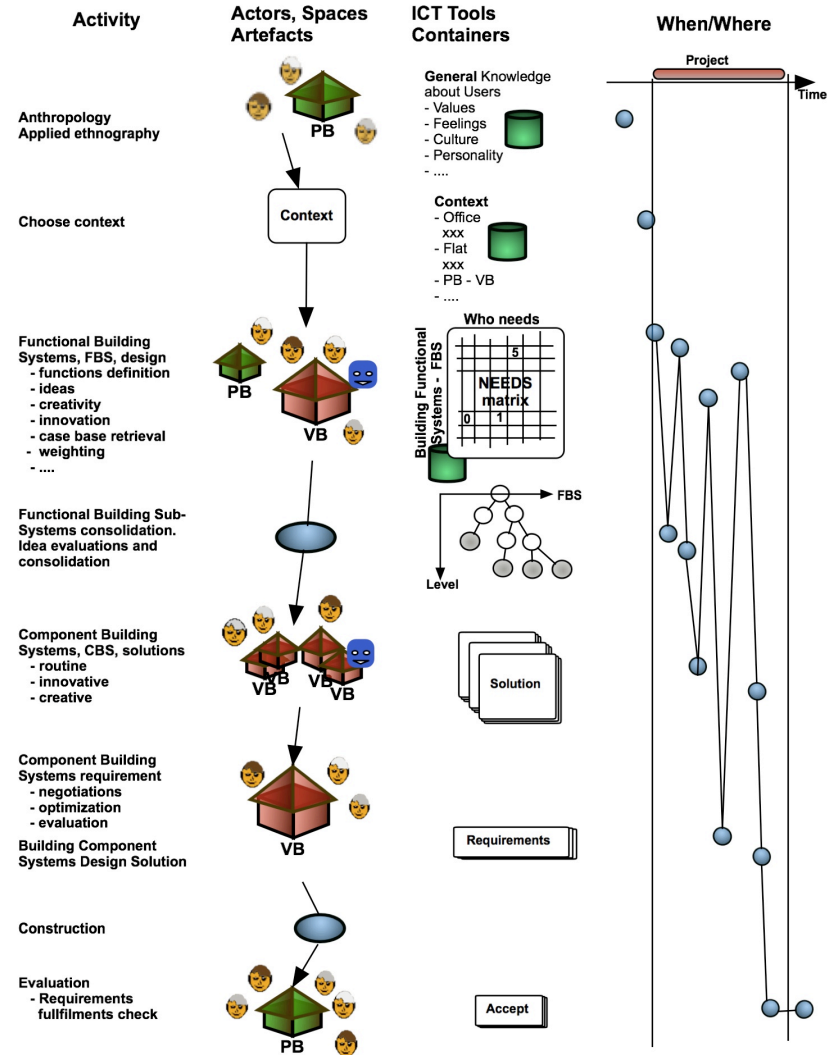 Activity
Actors, Spaces
Artefacts
ICT Tools
Containers
When/Where
Project
Time
Anthropology
Applied ethnography
PB
General Knowledge
about Users
- Values
- Feelings
- Culture
- Personality
- ....
Choose context
Context
Context
- Office
xxx
- Flat
xxx
- PB - VB
- ....
Functional Building
Systems, FBS, design
- functions definition
- ideas
- creativity
- innovation
- case base retrieval
- weighting
- ....
PB
VB
Who needs
Building Functional
Systems - FBS
5
NEEDS
matrix
0
1
Functional Building Sub-
Systems consolidation.
Idea evaluations and
consolidation
FBS
Level
Component Building
Systems, CBS, solutions
- routine
- innovative
- creative
VB
VB
VB
VB
Solution
Component Building
Systems requirement
- negotiations
- optimization
- evaluation
Building Component
Systems Design Solution
VB
Requirements
Construction
Evaluation
- Requirements
fullfilments check
PB
Accept